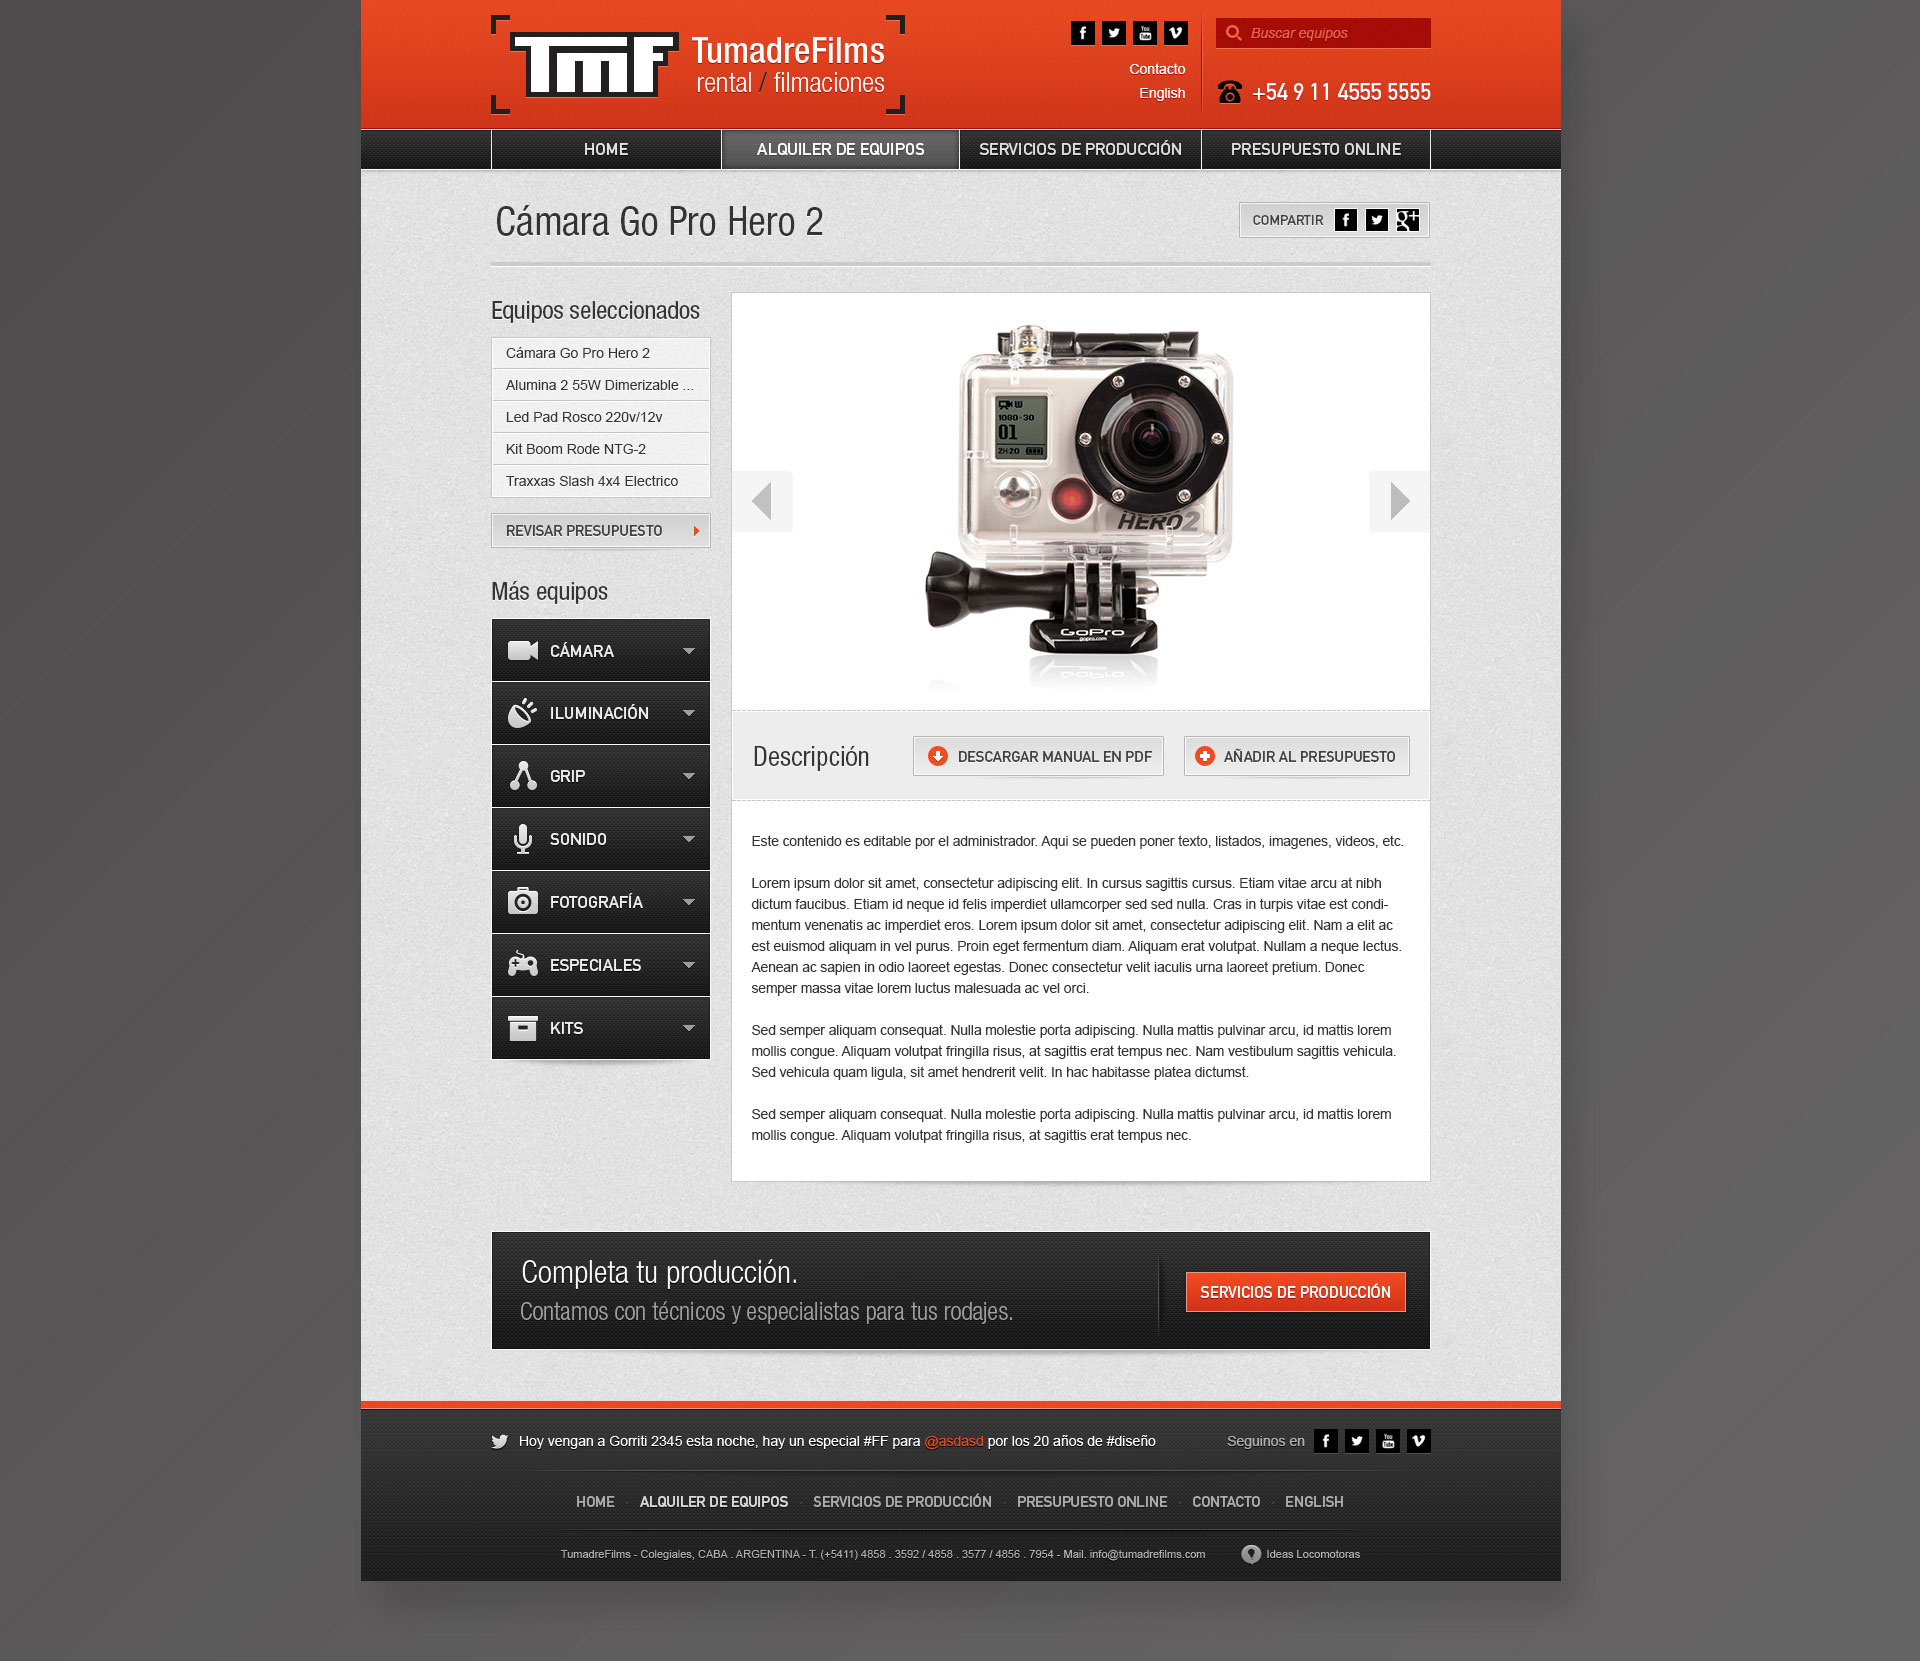 TMF
TumadreFilms
rental / filmaciones
Contacto
English
Buscar equipos
+54 9 11 4555 5555
HOME
ALQUILER DE EQUIPOS
SERVICIOS DE PRODUCCIÓN
PRESUPUESTO ONLINE
Cámara Go Pro Hero 2
COMPARTIR
Equipos seleccionados
Cámara Go Pro Hero 2
Alumina 2 55W Dimerizable ...
Led Pad Rosco 220v/12v
Kit Boom Rode NTG-2
Traxxas Slash 4x4 Electrico
REVISAR PRESUPUESTO
Más equipos
CÁMARA
ILUMINACIÓN
GRIP
SONIDO
FOTOGRAFÍA
ESPECIALES
KITS
W
1080-30
01
2H20
HERO2
GoPro
gopro.com
Descripción
DESCARGAR MANUAL EN PDF
AÑADIR AL PRESUPUESTO
Este contenido es editable por el administrador. Aqui se pueden poner texto, listados, imagenes, videos, etc.
Lorem ipsum dolor sit amet, consectetur adipiscing elit. In cursus sagittis cursus. Etiam vitae arcu at nibh
dictum faucibus. Etiam id neque id felis imperdiet ullamcorper sed sed nulla. Cras in turpis vitae est condi-
mentum venenatis ac imperdiet eros. Lorem ipsum dolor sit amet, consectetur adipiscing elit. Nam a elit ac
est euismod aliquam in vel purus. Proin eget fermentum diam. Aliquam erat volutpat. Nullam a neque lectus.
Aenean ac sapien in odio laoreet egestas. Donec consectetur velit iaculis urna laoreet pretium. Donec
semper massa vitae lorem luctus malesuada ac vel orci.
Sed semper aliquam consequat. Nulla molestie porta adipiscing. Nulla mattis pulvinar arcu, id mattis lorem
mollis congue. Aliquam volutpat fringilla risus, at sagittis erat tempus nec. Nam vestibulum sagittis vehicula.
Sed vehicula quam ligula, sit amet hendrerit velit. In hac habitasse platea dictumst.
Sed semper aliquam consequat. Nulla molestie porta adipiscing. Nulla mattis pulvinar arcu, id mattis lorem
mollis congue. Aliquam volutpat fringilla risus, at sagittis erat tempus nec.
Completa tu producción.
Contamos con técnicos y especialistas para tus rodajes.
SERVICIOS DE PRODUCCIÓN
Hoy vengan a Gorriti 2345 esta noche, hay un especial #FF para @asdasd por los 20 años de #diseño
Seguinos en
HOME · ALQUILER DE EQUIPOS · SERVICIOS DE PRODUCCIÓN · PRESUPUESTO ONLINE · CONTACTO · ENGLISH
TumadreFilms - Colegiales, CABA . ARGENTINA - T. (+5411) 4858 . 3592 / 4858 . 3577 / 4856 . 7954 - Mail. info@tumadrefilms.com
Ideas Locomotoras